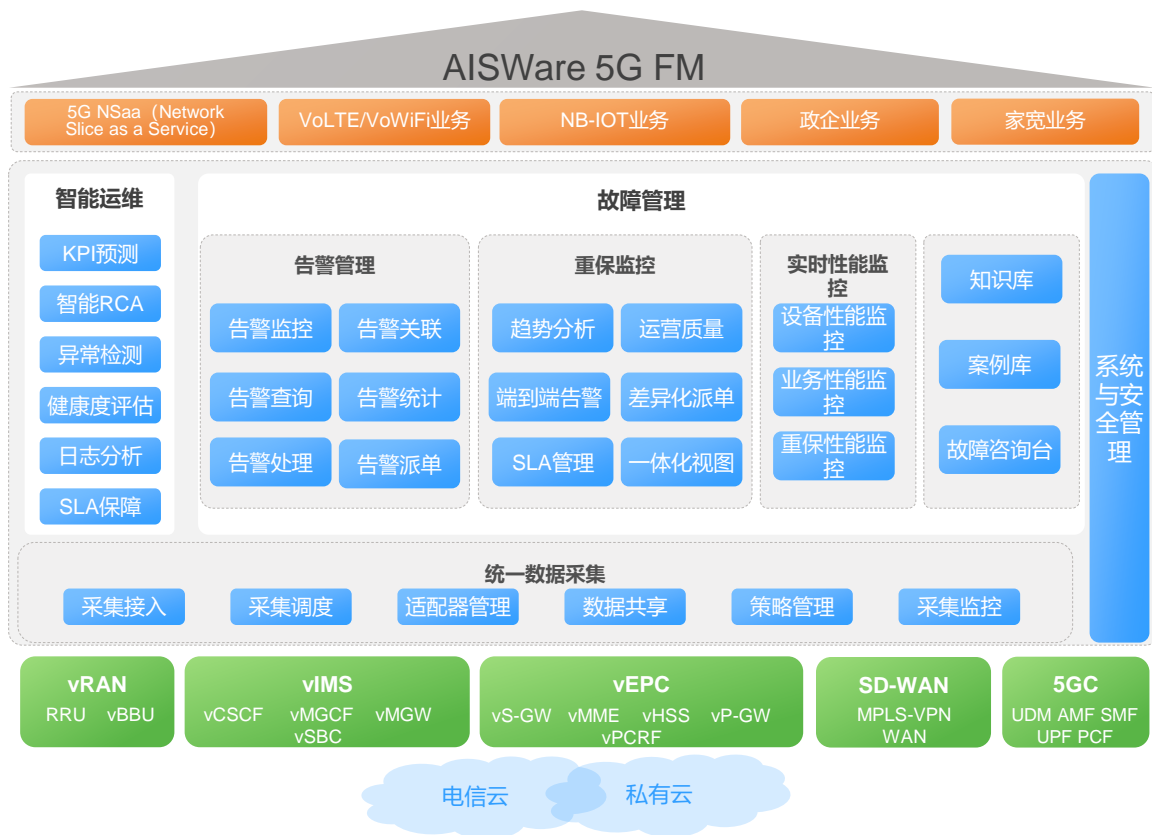 AISWare 5G FM
5G NSaa（Network
Slice as a Service）
VoLTE/VoWiFi业务
NB-IOT业务
政企业务
家宽业务
智能运维
KPI预测
智能RCA
异常检测
健康度评估
日志分析
SLA保障
故障管理
告警管理
告警监控
告警关联
告警查询
告警统计
告警处理
告警派单
重保监控
趋势分析
运营质量
端到端告警
差异化派单
SLA管理
一体化视图
实时性能监
控
设备性能监
控
业务性能监
控
重保性能监
控
知识库
案例库
故障咨询台
系统
与安
全管
理
统一数据采集
采集接入
采集调度
适配器管理
数据共享
策略管理
采集监控
vRAN
RRU vBBU
vIMS
vCSCF vMGCF vMGW
vSBC
vEPC
vS-GW vMME vHSS vP-GW
vPCRF
SD-WAN
MPLS-VPN
WAN
5GC
UDM AMF SMF
UPF PCF
电信云
私有云